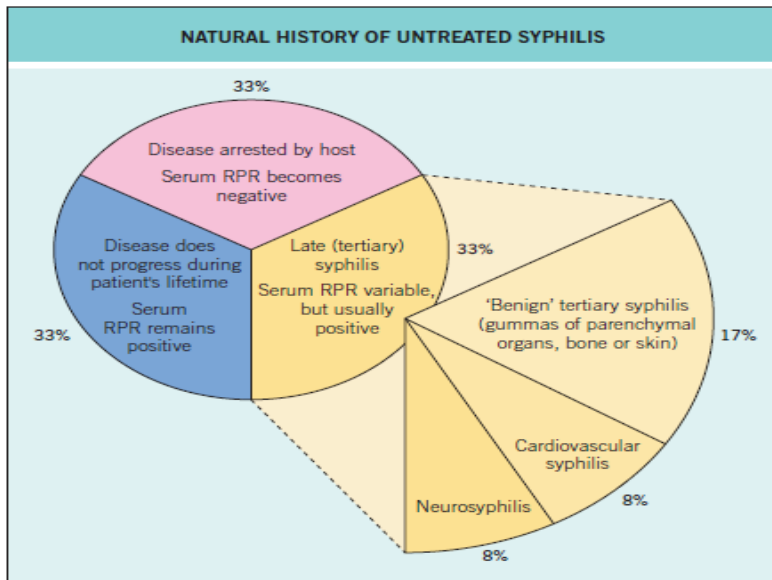 NATURAL HISTORY OF UNTREATED SYPHILIS
33%
Disease arrested by host
Serum RPR becomes
negative
Disease does
not progress during
patient's lifetime
Serum
RPR remains
positive
33%
Late (tertiary)
syphilis
Serum RPR variable,
but usually
positive
33%
‘Benign’ tertiary syphilis
(gummas of parenchymal
organs, bone or skin)
17%
Cardiovascular
syphilis
8%
Neurosyphilis
8%